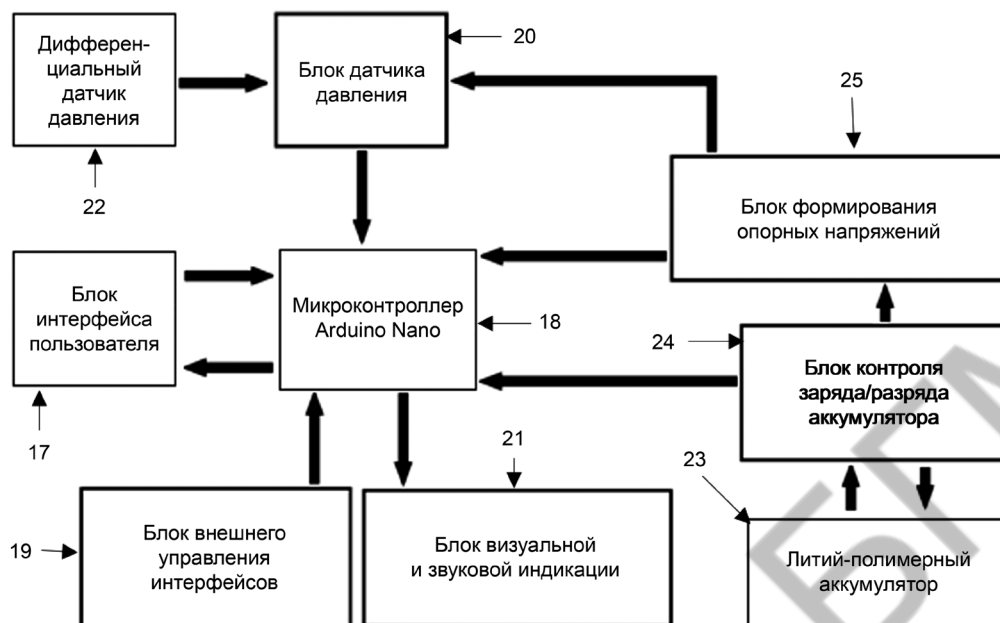 Дифферен-
циальный
датчик
давления
22
Блок датчика
давления
20
25
Блок формирования
опорных напряжений
Блок
интерфейса
пользователя
17
Микроконтроллер
Arduino Nano
18
24
Блок контроля
заряда/разряда
аккумулятора
19
Блок внешнего
управления
интерфейсов
21
Блок визуальной
и звуковой индикации
23
Литий-полимерный
аккумулятор
БГМ